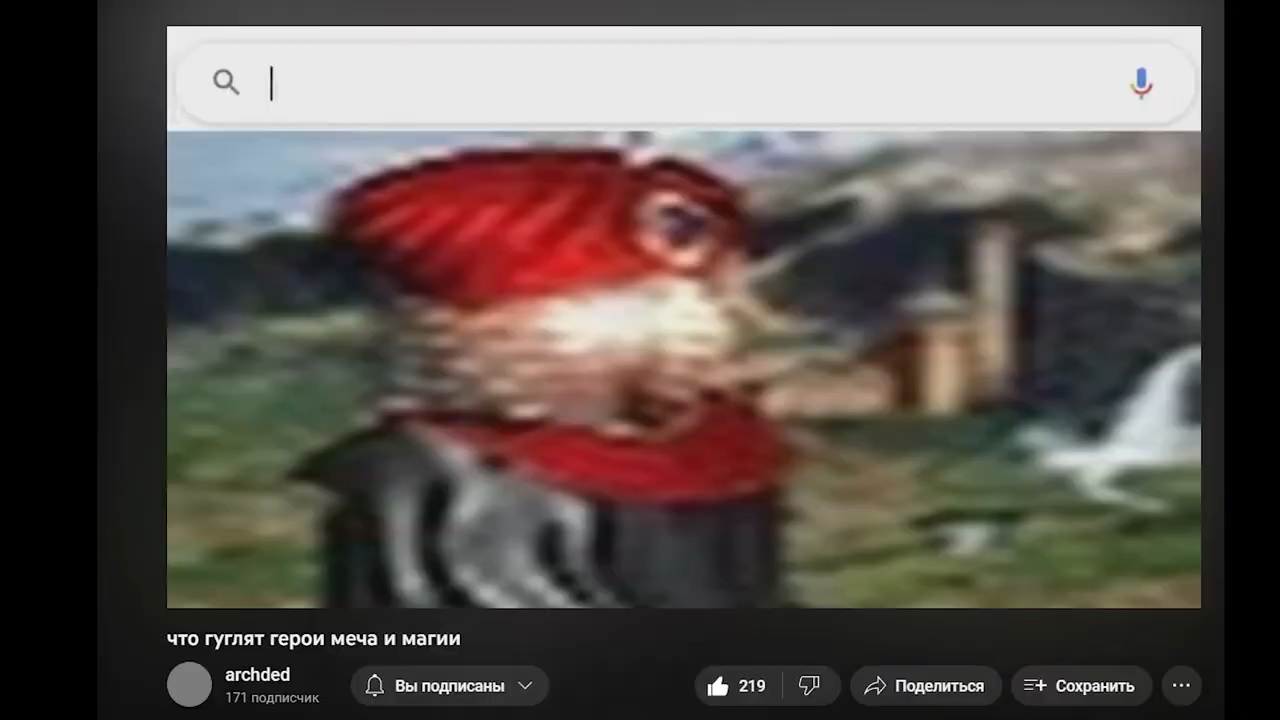 что гуглят герои меча и магии
archded
171 подписчик
Вы подписаны
219
Поделиться
Сохранить